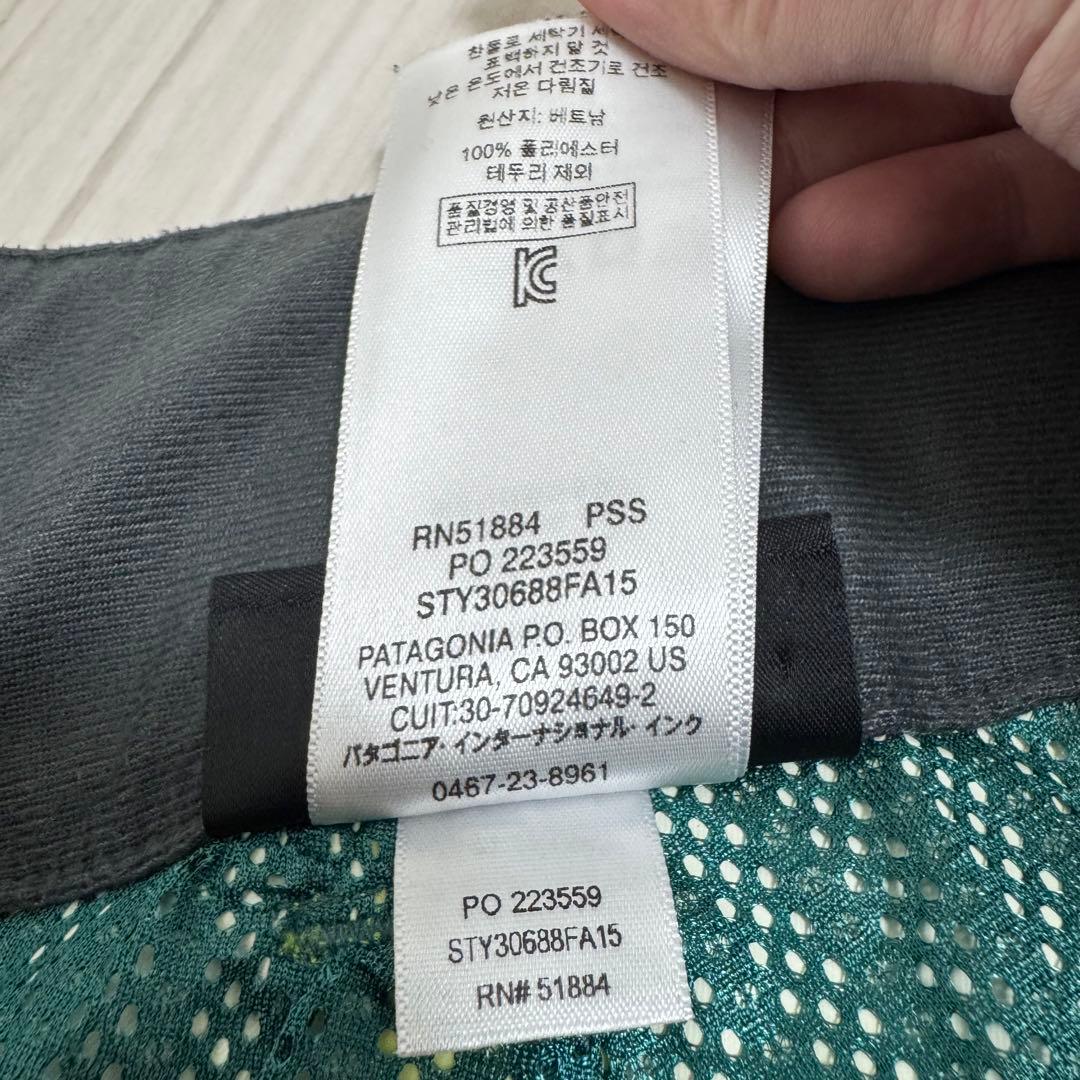 찬물로 세탁기
표백하지 말 것
낮은 온도에서 건조기로 건조
저온 다림질
원산지: 베트남
100% 폴리에스터
테두리 제외
품질경영 및 공산품안전
관리법에 의한 품질표시
KC
RN51884 PSS
PO 223559
STY30688FA15
PATAGONIA P.O. BOX 150
VENTURA, CA 93002 US
CUIT:30-70924649-2
パタゴニア・インターナショナル・インク
0467-23-8961
PO 223559
STY30688FA15
RN# 51884